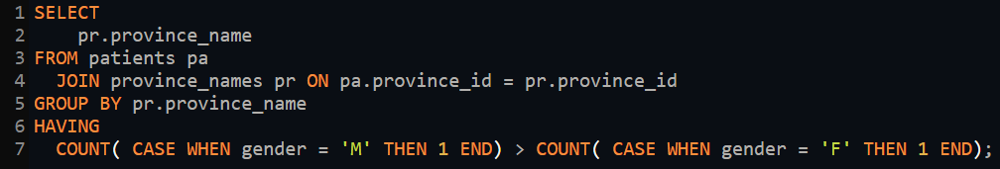 1 SELECT
2     pr.province_name
3 FROM patients pa
4   JOIN province_names pr ON pa.province_id = pr.province_id
5 GROUP BY pr.province_name
6 HAVING
7   COUNT( CASE WHEN gender = 'M' THEN 1 END) > COUNT( CASE WHEN gender = 'F' THEN 1 END);